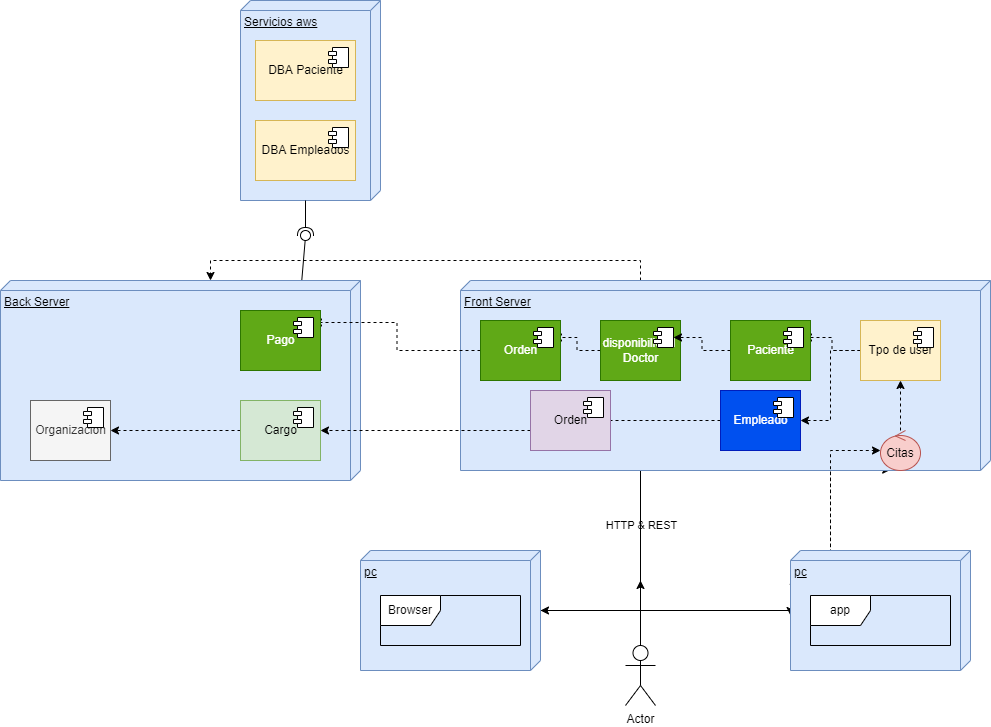 Servicios aws
DBA Paciente
DBA Empleados
Back Server
Pago
Organización
Cargo
Front Server
Orden
Doctor
Paciente
Tpo de user
Orden
Empleado
Citas
HTTP & REST
pc
Browser
pc
app
Actor